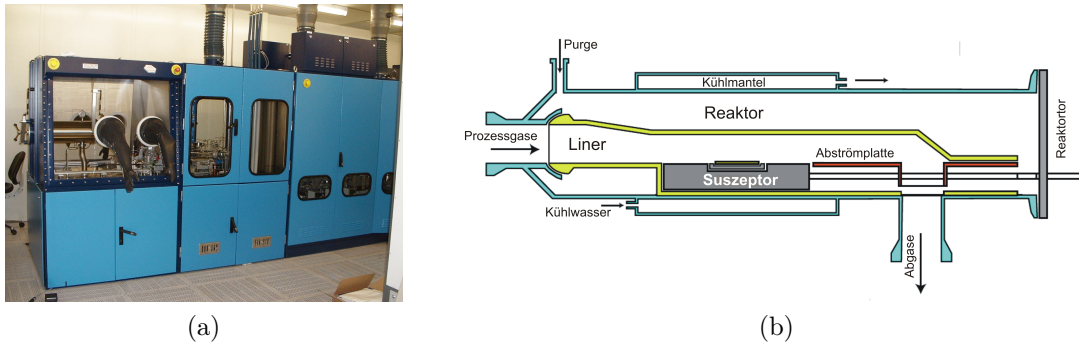 Purge
Kühlmantel
Reaktor
Reaktortor
Prozessgase
Liner
Abströmplatte
Suszeptor
Kühlwasser
Abgase
(a)
(b)